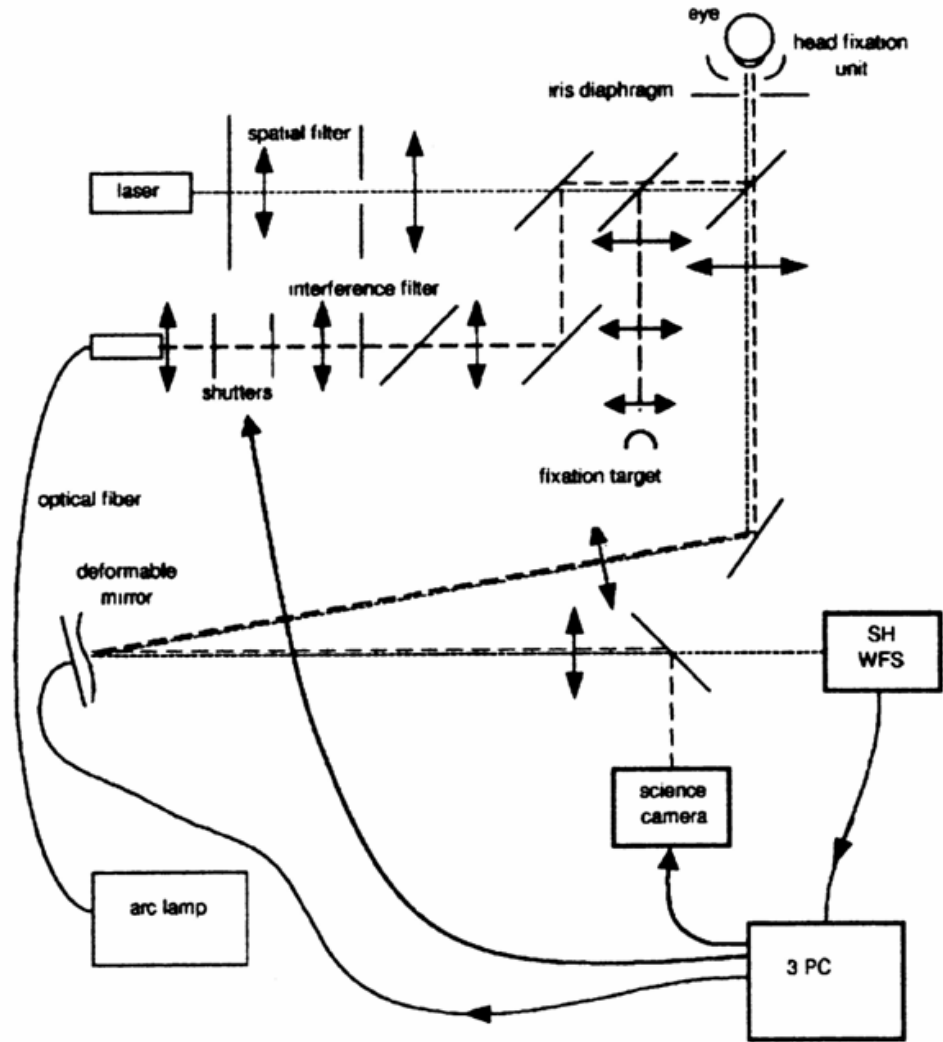 eye
head fixation
unit
iris diaphragm
spatial filter
laser
interference filter
shutters
fixation target
optical fiber
deformable
mirror
SH
WFS
science
camera
arc lamp
3 PC